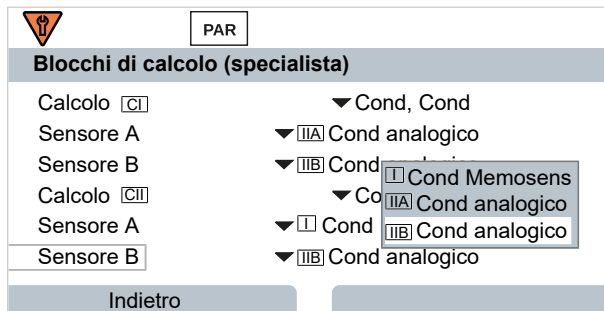 PAR
Blocchi di calcolo (specialista)
Calcolo CI Cond, Cond
Sensore A IIA Cond analogico
Sensore B IIB Cond
Calcolo CII Co
Sensore A I Cond
Sensore B IIB Cond analogico
I Cond Memosens
IIA Cond analogico
IIB Cond analogico
Indietro